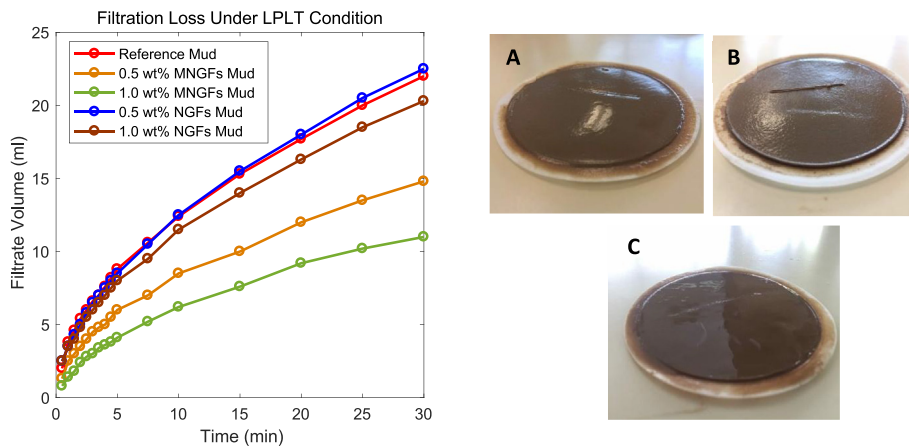 Filtration Loss Under LPLT Condition
25
20
15
10
5
0
Filtrate Volume (ml)
Reference Mud
0.5 wt% MNGFs Mud
1.0 wt% MNGFs Mud
0.5 wt% NGFs Mud
1.0 wt% NGFs Mud
0 5 10 15 20 25 30
Time (min)
A
B
C